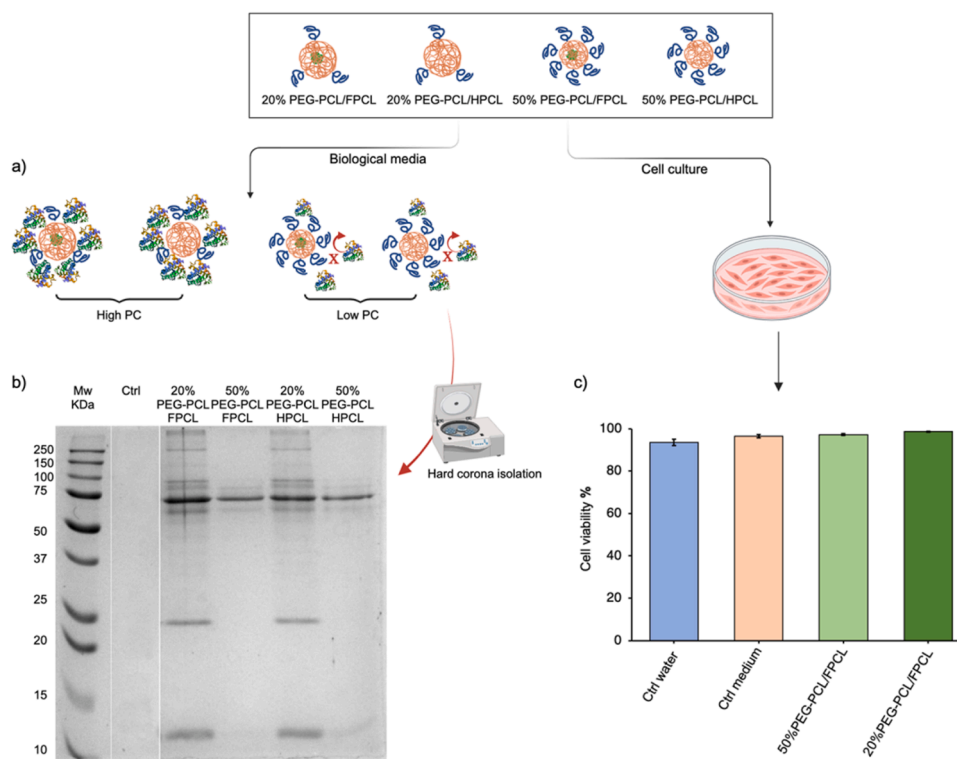 20% PEG-PCL/FPCL
20% PEG-PCL/HPCL
50% PEG-PCL/FPCL
50% PEG-PCL/HPCL
Biological media
Cell culture
a)
X
X
High PC
Low PC
b)
Mw
KDa
Ctrl
20%
PEG-PCL
FPCL
50%
PEG-PCL
FPCL
20%
PEG-PCL
HPCL
50%
PEG-PCL
HPCL
250
150
100
75
50
37
25
20
15
10
Hard corona isolation
c)
Cell viability %
100
80
60
40
20
0
Ctrl water
Ctrl medium
50%PEG-PCL/FPCL
20%PEG-PCL/FPCL